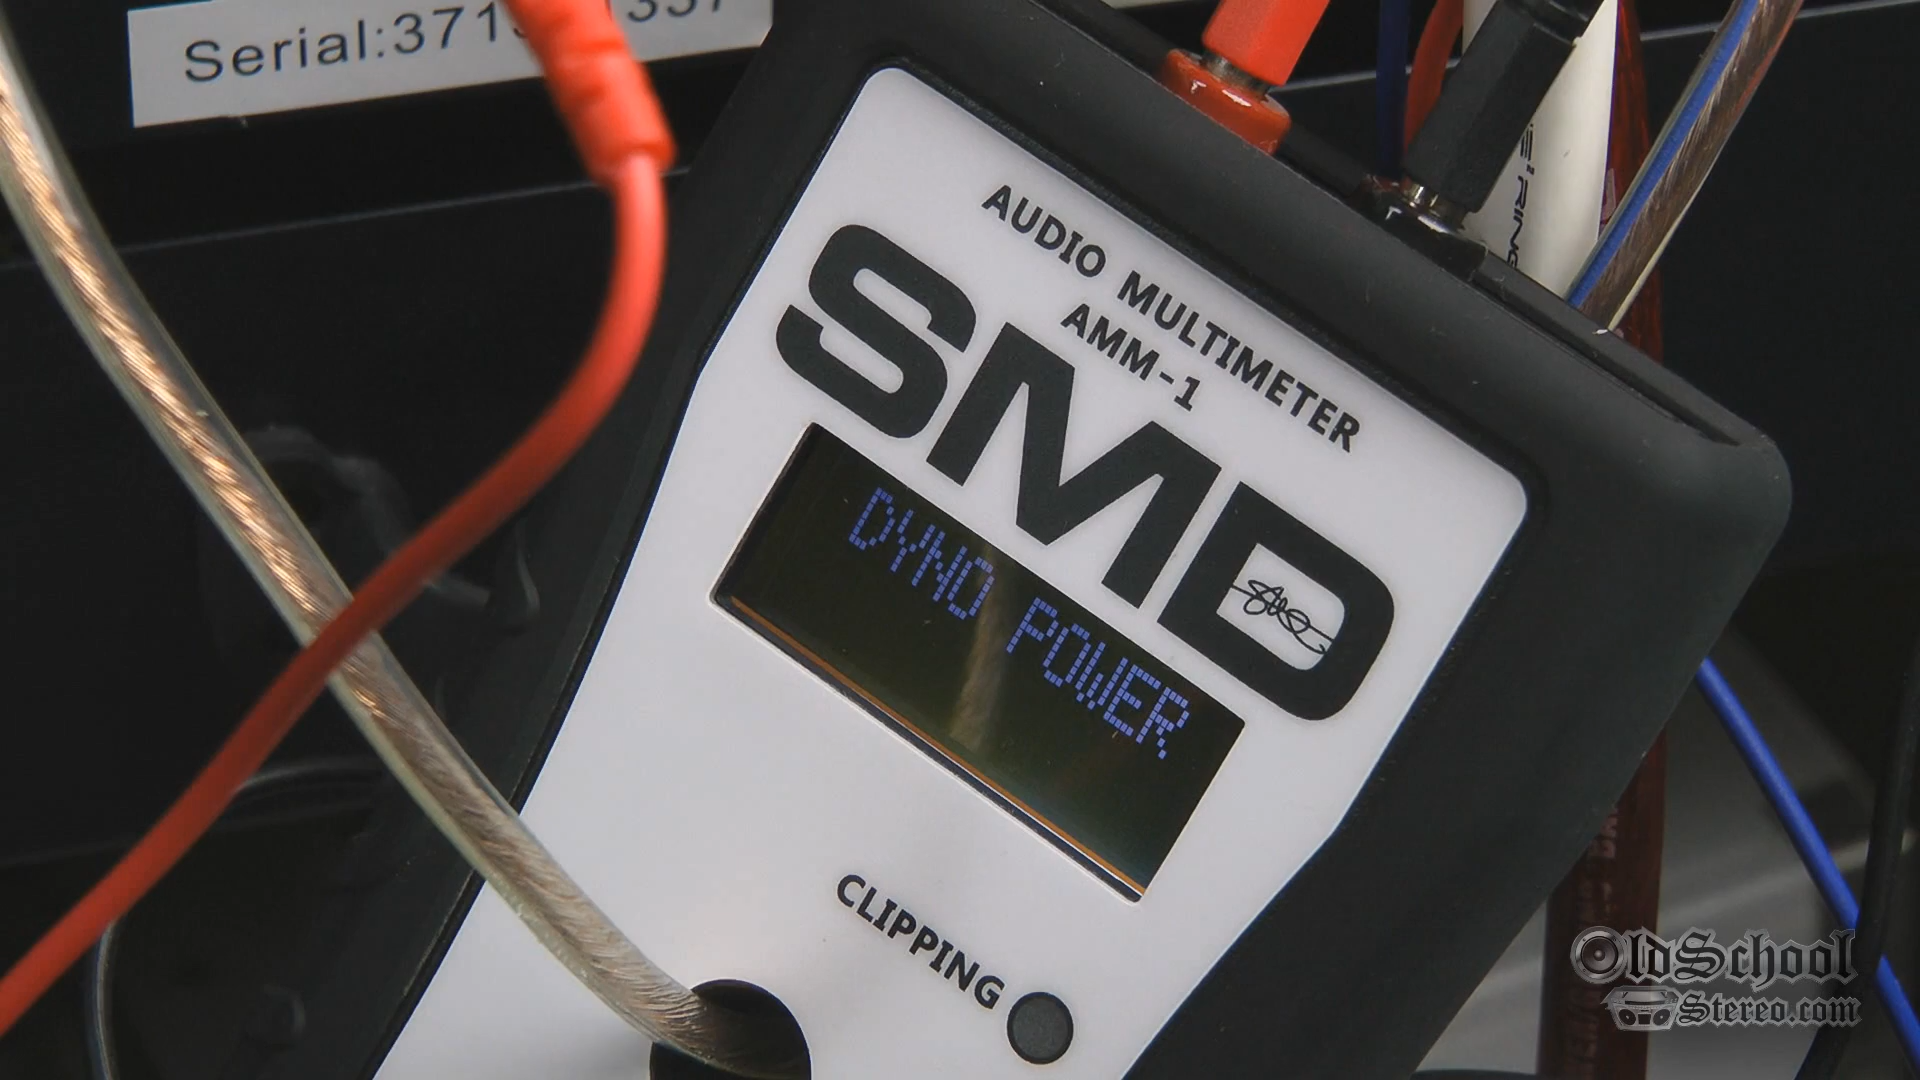 Serial:371
AUDIO MULTIMETER
AMM-1
SMD
DYNO POWER
CLIPPING
OldSchool
Stereo.com